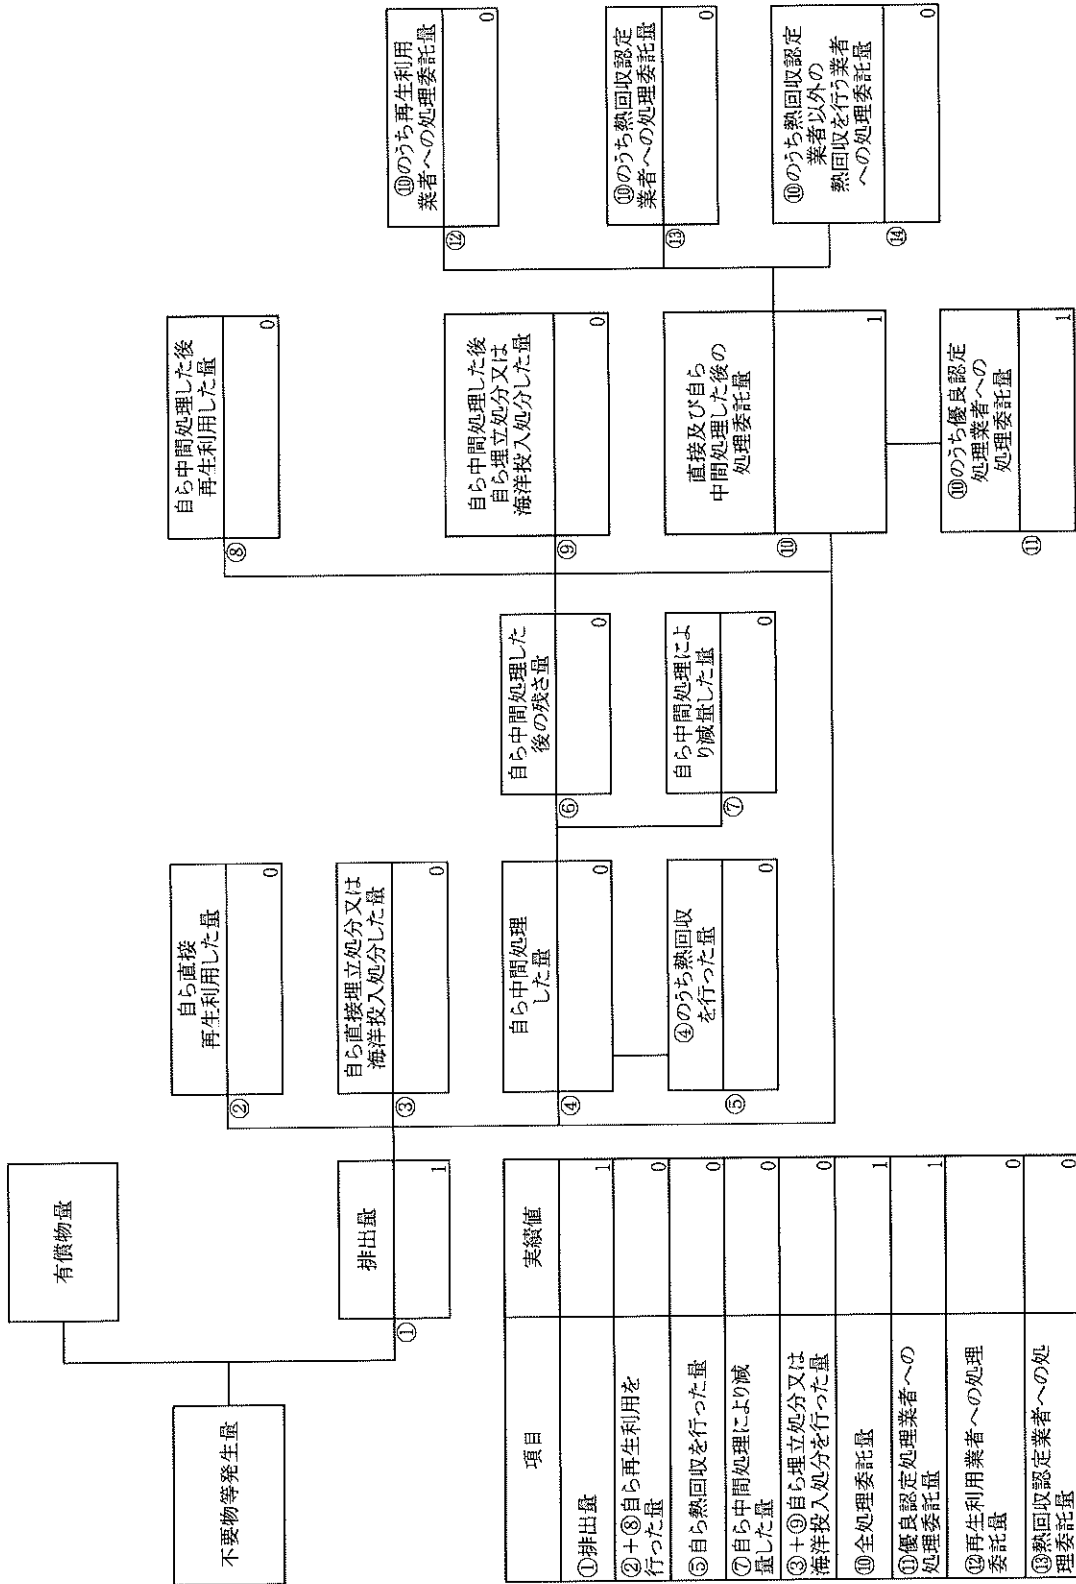 不要物等発生量
有償物量
排出量
①
1
自ら直接
再生利用した量
②
0
自ら直接埋立処分又は
海洋投入処分した量
③
0
自ら中間処理
した量
④
0
④のうち熱回収
を行った量
⑤
0
自ら中間処理した
後の残さ量
⑥
0
自ら中間処理によ
り減量した量
⑦
0
自ら中間処理した後
再生利用した量
⑧
0
自ら中間処理した後
自ら埋立処分又は
海洋投入処分した量
⑨
0
直接及び自ら
中間処理した後の
処理委託量
⑩
1
⑩のうち優良認定
処理業者への
処理委託量
⑪
1
⑩のうち再生利用
業者への処理委託量
⑫
0
⑩のうち熱回収認定
業者への処理委託量
⑬
0
⑩のうち熱回収認定
業者以外の
熱回収を行う業者
への処理委託量
⑭
0
項目
実績値
①排出量
1
②+⑧自ら再生利用を
行った量
0
⑤自ら熱回収を行った量
0
⑦自ら中間処理により減
量した量
0
③+⑨自ら埋立処分又は
海洋投入処分を行った量
0
⑩全処理委託量
1
⑪優良認定処理業者への
処理委託量
1
⑫再生利用業者への処理
委託量
0
⑬熱回収認定業者への処
理委託量
0